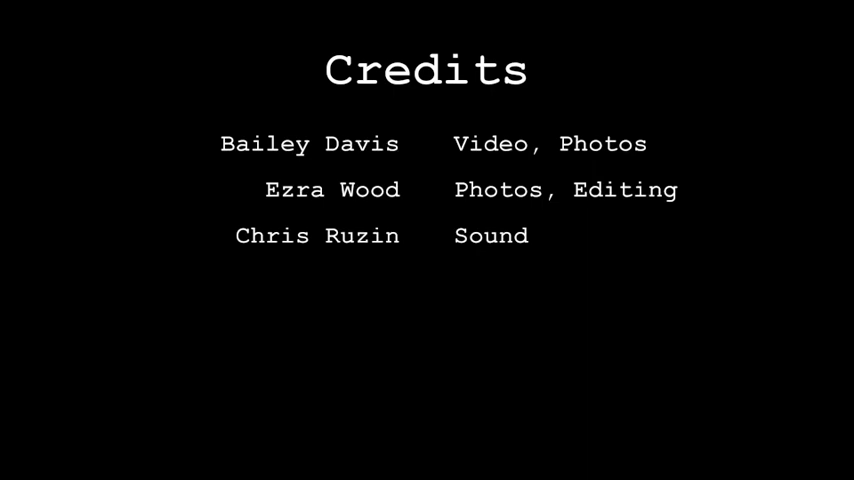 Credits
Bailey Davis Video, Photos
Ezra Wood Photos, Editing
Chris Ruzin Sound